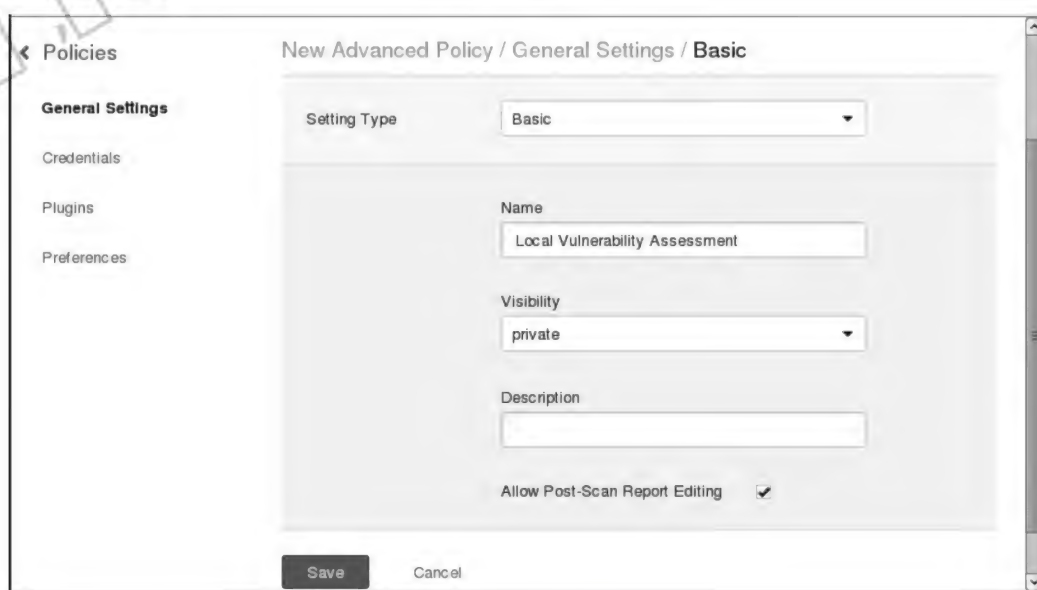 Policies
New Advanced Policy / General Settings / Basic
General Settings
Credentials
Plugins
Preferences
Setting Type
Basic
Name
Local Vulnerability Assessment
Visibility
private
Description
Allow Post-Scan Report Editing
Save
Cancel